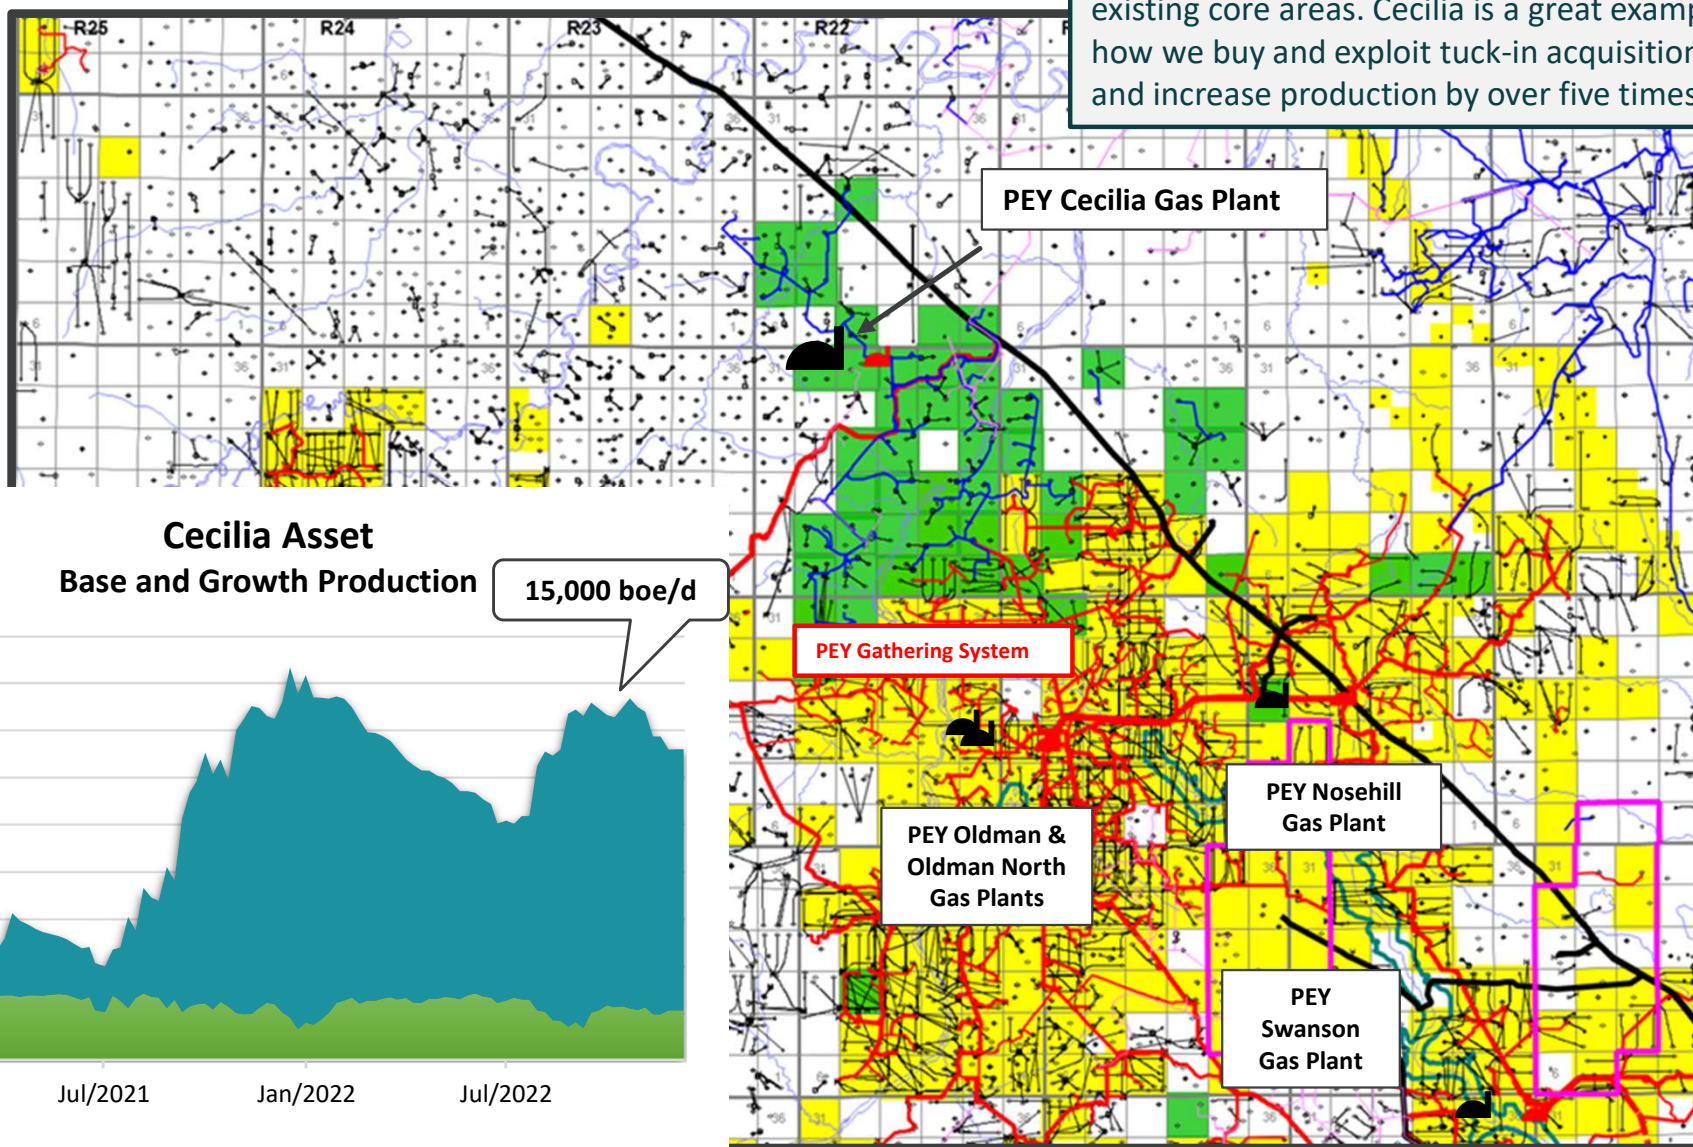 existing core areas. Cecilia is a great
how we buy and exploit tuck-in
and increase production by over five times
R25
R24
R23
R22
PEY Cecilia Gas Plant
Cecilia Asset
Base and Growth Production
15,000 boe/d
Jul/2021
Jan/2022
Jul/2022
PEY Gathering System
PEY Nosehill
Gas Plant
PEY Oldman &
Oldman North
Gas Plants
PEY
Swanson
Gas Plant